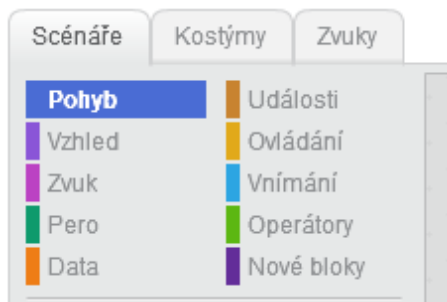 Scénáře Kostýmy Zvuky
Pohyb Události
Vzhled Ovládání
Zvuk Vnímání
Pero Operátory
Data Nové bloky